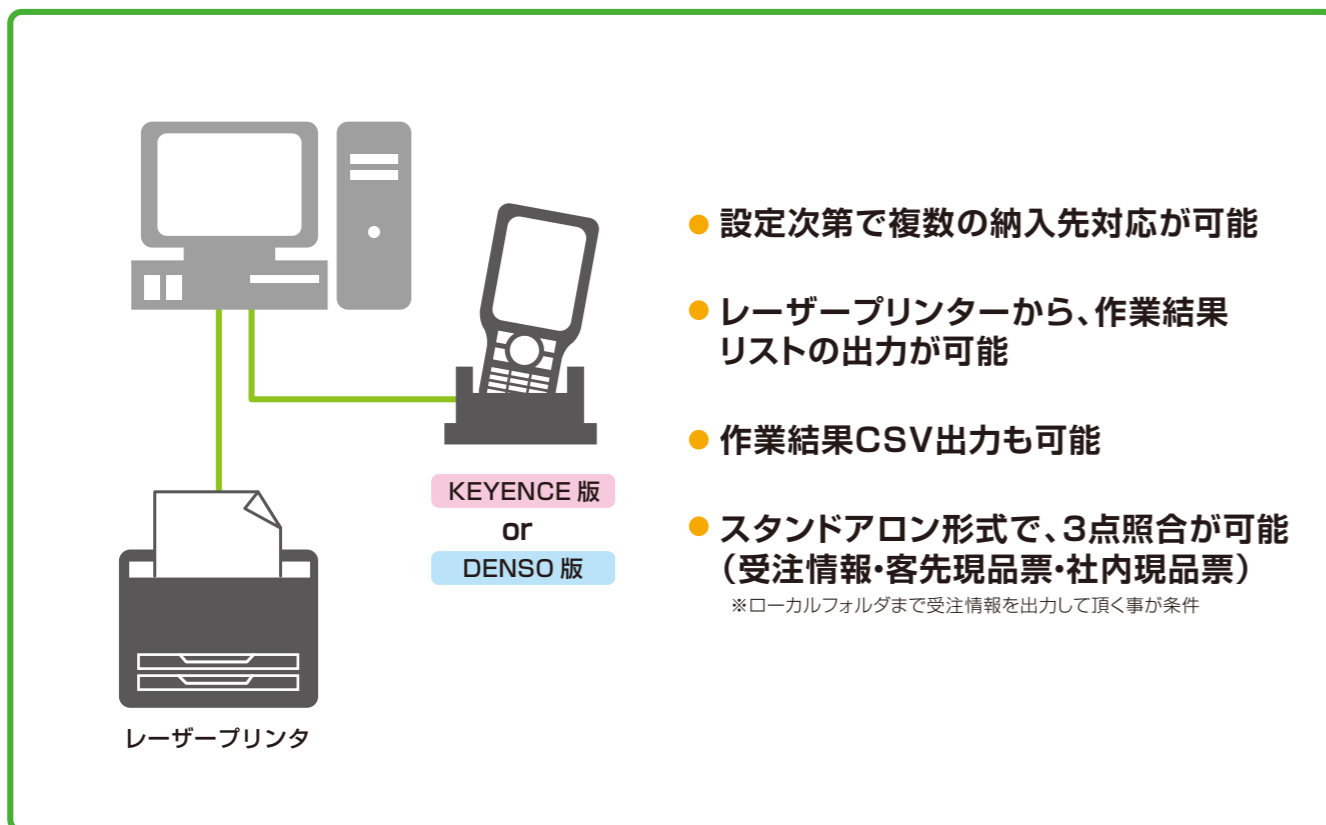 設定次第で複数の納入先対応が可能
レーザープリンターから、作業結果
リストの出力が可能
作業結果CSV出力も可能
スタンドアロン形式で、3点照合が可能
（受注情報・客先現品票・社内現品票）
※ローカルフォルダまで受注情報を出力して頂く事が条件
KEYENCE 版
or
DENSO 版
レーザープリンタ